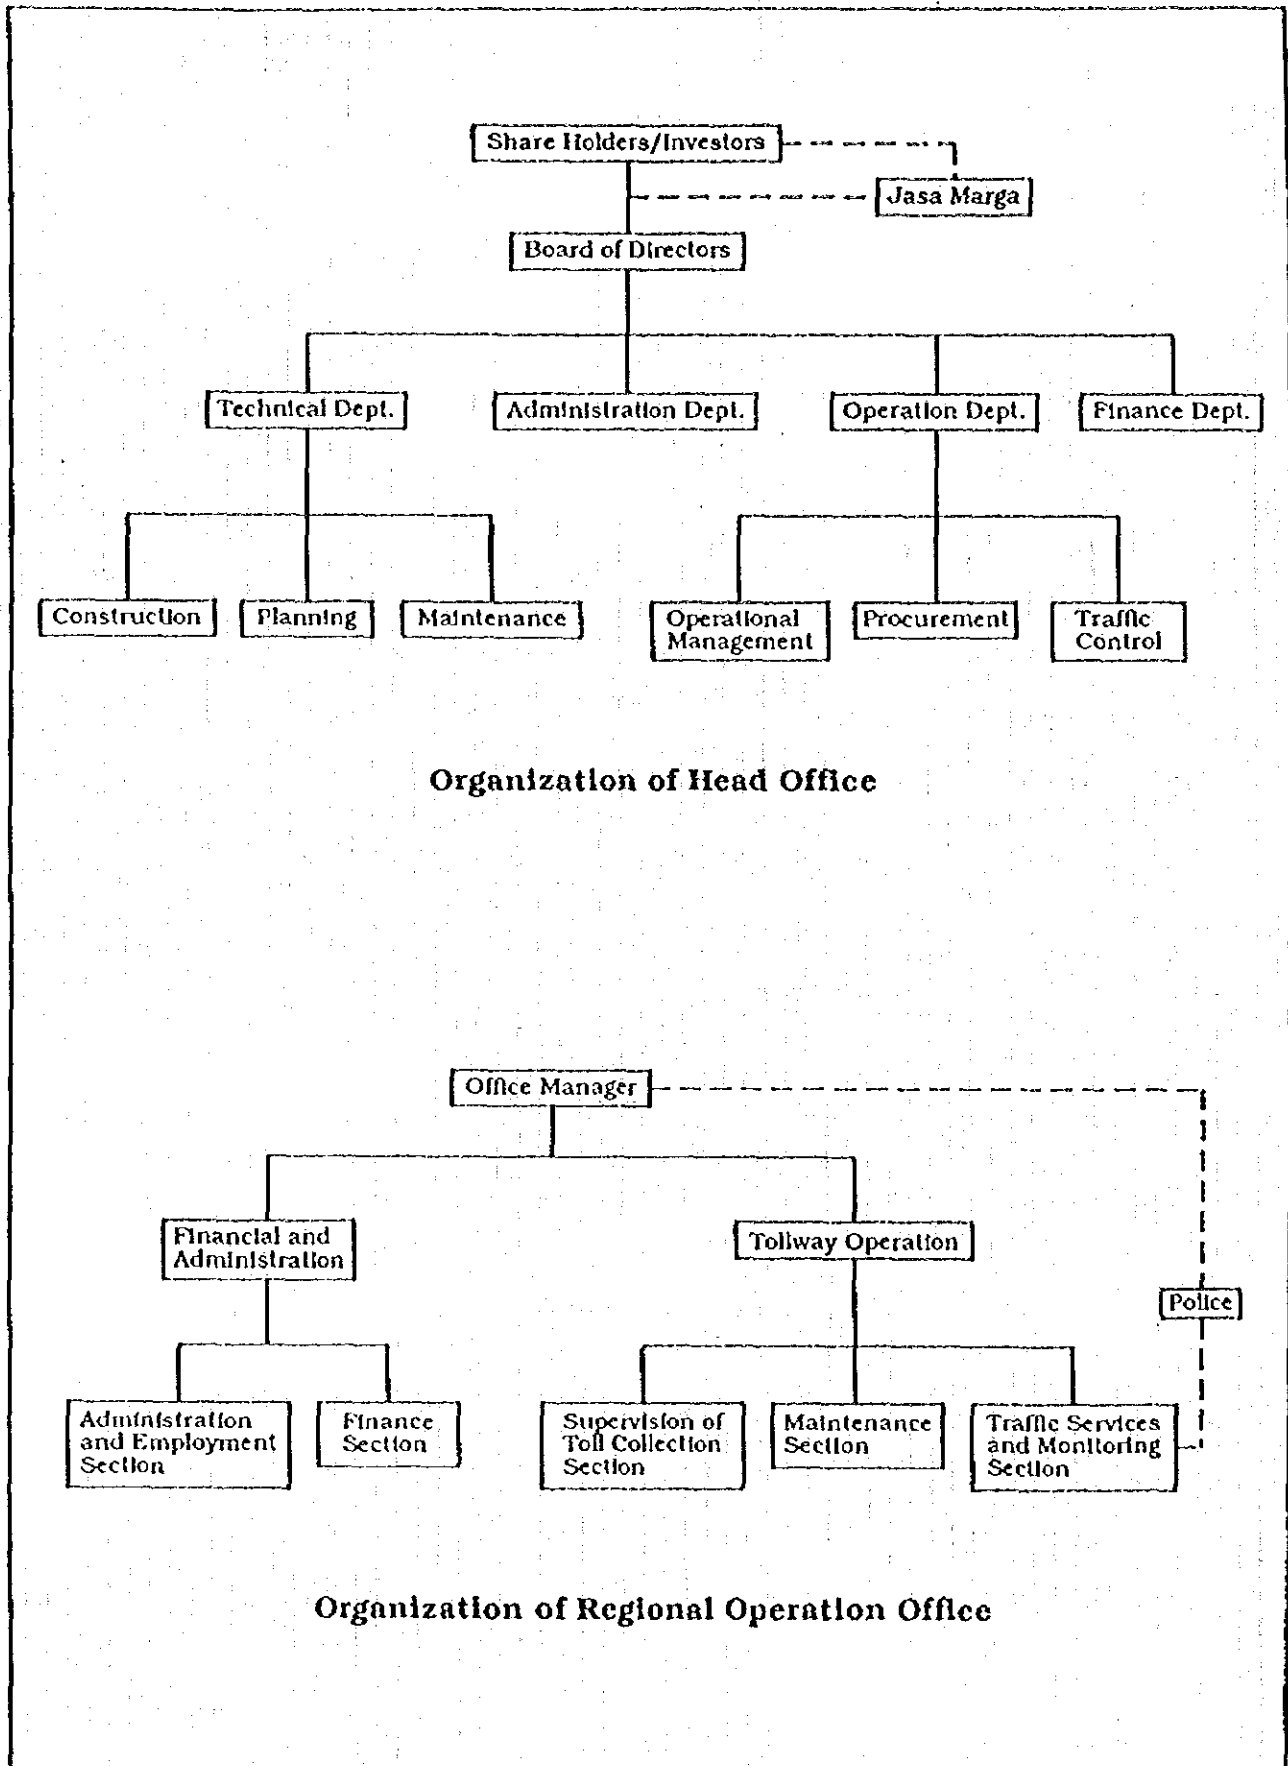 Share Holders/Investors
Jasa Marga
Board of Directors
Technical Dept.
Administration Dept.
Operation Dept.
Finance Dept.
Construction
Planning
Maintenance
Operational
Management
Procurement
Traffic
Control
Organization of Head Office
Office Manager
Financial and
Administration
Tollway Operation
Police
Administration
and Employment
Section
Finance
Section
Supervision of
Toll Collection
Section
Maintenance
Section
Traffic Services
and Monitoring
Section
Organization of Regional Operation Office